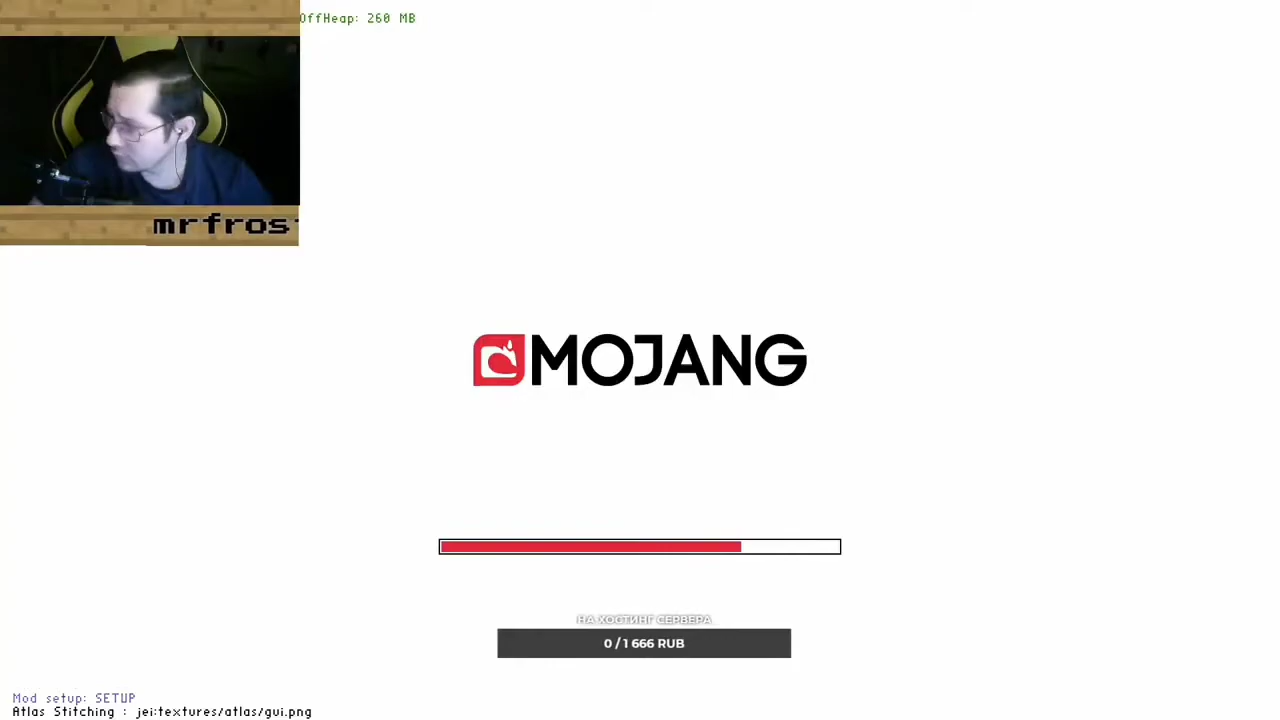 OffHeap: 260 MB
mrfros
MOJANG
НА ХОСТИНГ СЕРВЕРА
0 / 1 666 RUB
Mod setup: SETUP
Atlas Stitching : jei:textures/atlas/gui.png